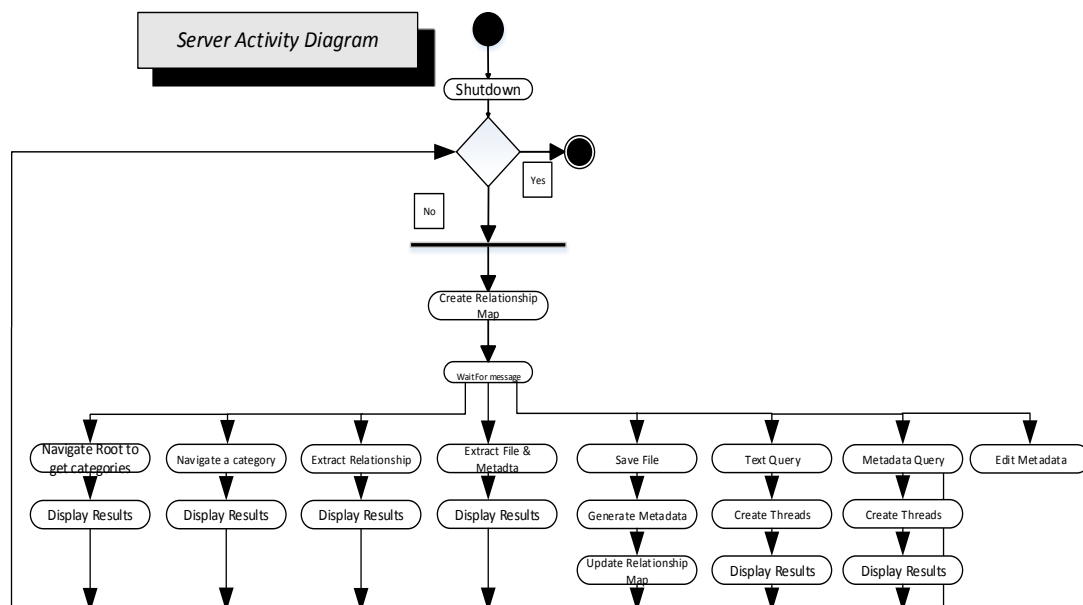 Server Activity Diagram
Shutdown
Yes
No
Create Relationship
Map
WaitFor message
Navigate Root to
get categories
Navigate a category
Extract Relationship
Extract File &
Metadta
Save File
Text Query
Metadata Query
Edit Metadata
Display Results
Display Results
Display Results
Display Results
Generate Metadata
Create Threads
Create Threads
Update Relationship
Map
Display Results
Display Results